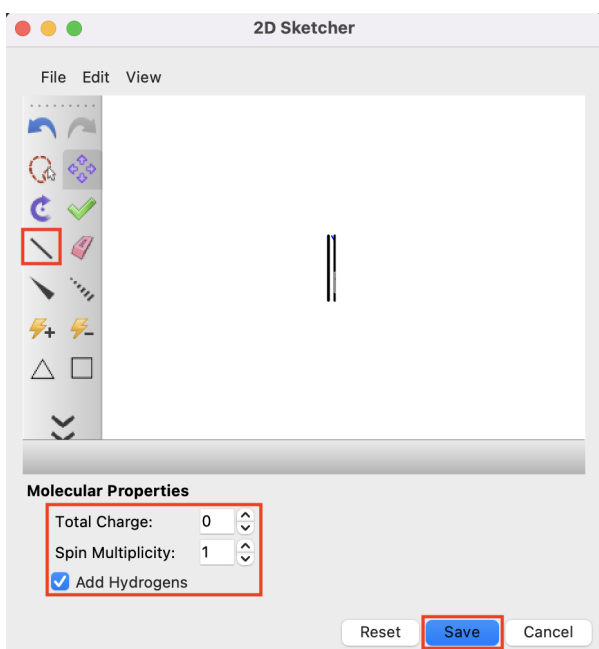 2D Sketcher
File Edit View
Molecular Properties
Total Charge: 0
Spin Multiplicity: 1
Add Hydrogens
Reset Save Cancel